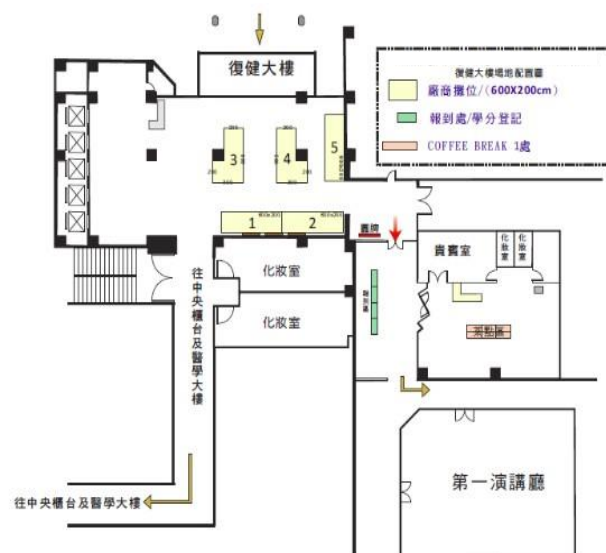 復健大樓
復健大樓場地配置圖
廠商攤位/(600X200cm)
報到處/學分登記
COFFEE BREAK 1處
3
4
5
1
2
化妝室
化妝室
往中央櫃台及醫學大樓
往中央櫃台及醫學大樓
貴賓室
化妝室
化妝室
茶點區
第一演講廳